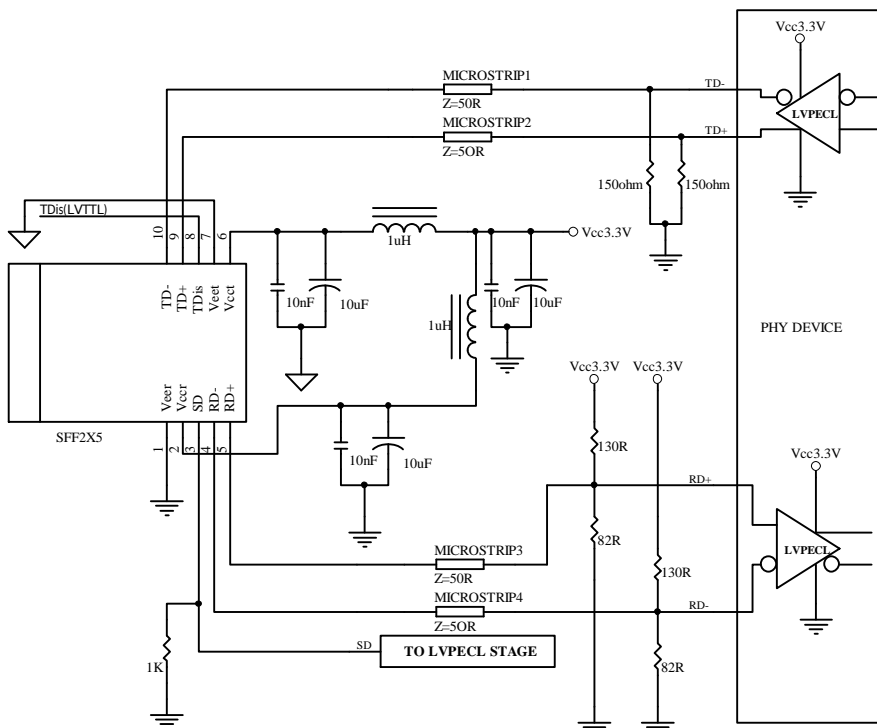 Vcc3.3V
MICROSTRIP1
TD-
Z=50R
LVPECL
MICROSTRIP2
TD+
Z=5OR
150ohm
150ohm
TDis(LVTTL)
10
9
8
7
6
1uH
Vcc3.3V
TD-
TD+
TDis
Veet
Vcct
10nF
10uF
10nF
10uF
1uH
PHY DEVICE
Veer
Vccr
SD
RD-
RD+
Vcc3.3V
Vcc3.3V
SFF2X5
1
2
3
4
5
130R
10nF
10uF
Vcc3.3V
RD+
82R
LVPECL
MICROSTRIP3
130R
Z=50R
MICROSTRIP4
RD-
Z=5OR
1K
SD
TO LVPECL STAGE
82R